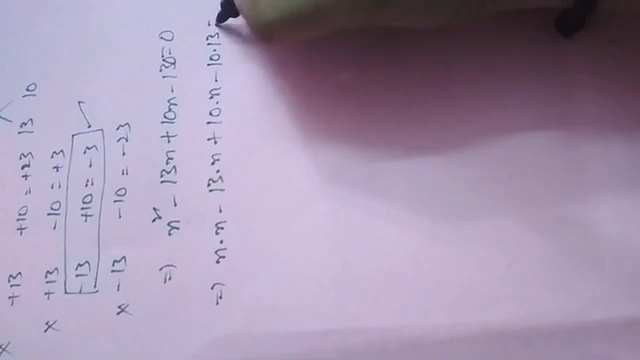 13 10
x +13 +10 = +23
x +13 -10 = +3
-13 +10 = -3 ✓
x -13 -10 = -23
=) n² - 13n + 10n - 130 = 0
=) n·n - 13·n + 10·n - 10·13 =